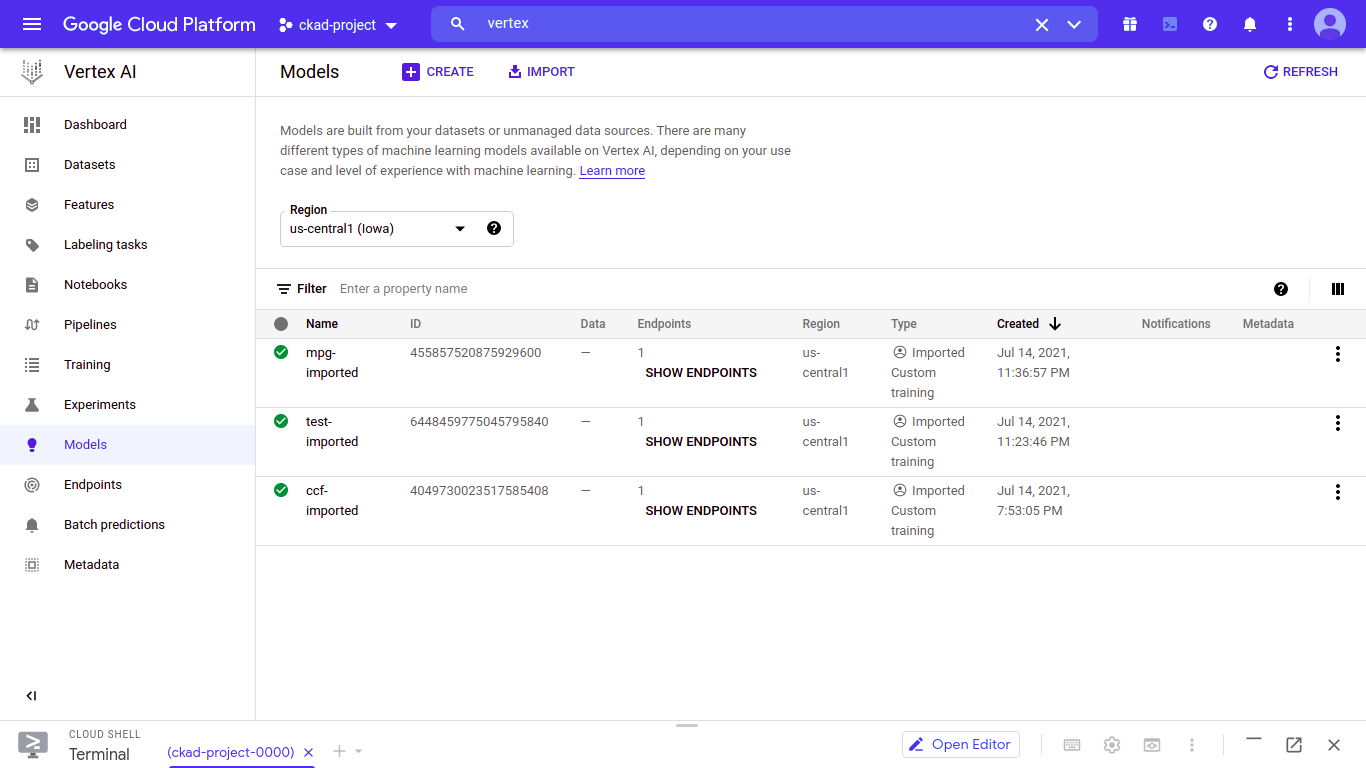 Google Cloud Platform
ckad-project
vertex
Vertex AI
Models
CREATE
IMPORT
REFRESH
Dashboard
Datasets
Features
Labeling tasks
Notebooks
Pipelines
Training
Experiments
Models
Endpoints
Batch predictions
Metadata
Models are built from your datasets or unmanaged data sources. There are many
different types of machine learning models available on Vertex AI, depending on your use
case and level of experience with machine learning. Learn more
Region
us-central1 (Iowa)
Filter Enter a property name
Name ID Data Endpoints Region Type Created Notifications Metadata
mpg- 455857520875929600 — 1 us- Imported Jul 14, 2021,
imported SHOW ENDPOINTS central1 Custom 11:36:57 PM
training
test- 6448459775045795840 — 1 us- Imported Jul 14, 2021,
imported SHOW ENDPOINTS central1 Custom 11:23:46 PM
training
ccf- 4049730023517585408 — 1 us- Imported Jul 14, 2021,
imported SHOW ENDPOINTS central1 Custom 7:53:05 PM
training
CLOUD SHELL
Terminal
(ckad-project-0000)
Open Editor